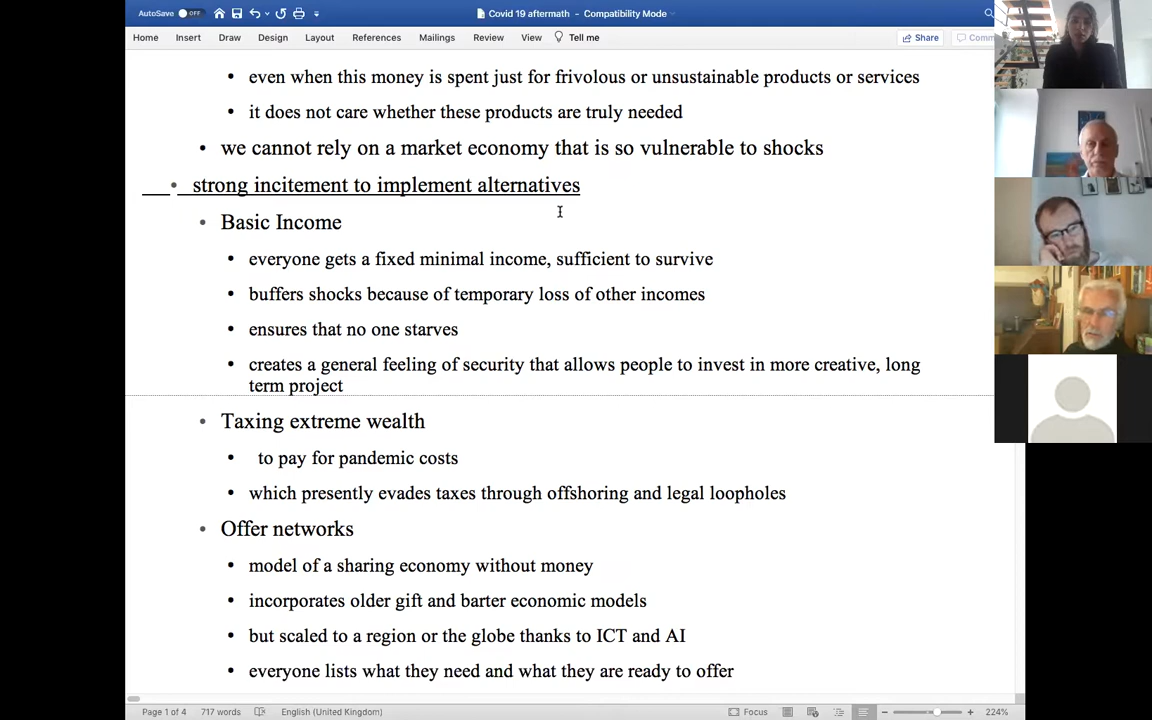 AutoSave OFF Covid 19 aftermath - Compatibility Mode
Home Insert Draw Design Layout References Mailings Review View Tell me Share Comm
• even when this money is spent just for frivolous or unsustainable products or services
• it does not care whether these products are truly needed
• we cannot rely on a market economy that is so vulnerable to shocks
• strong incitement to implement alternatives
• Basic Income
• everyone gets a fixed minimal income, sufficient to survive
• buffers shocks because of temporary loss of other incomes
• ensures that no one starves
• creates a general feeling of security that allows people to invest in more creative, long
term project
• Taxing extreme wealth
• to pay for pandemic costs
• which presently evades taxes through offshoring and legal loopholes
• Offer networks
• model of a sharing economy without money
• incorporates older gift and barter economic models
• but scaled to a region or the globe thanks to ICT and AI
• everyone lists what they need and what they are ready to offer
Page 1 of 4 717 words English (United Kingdom) Focus 224%